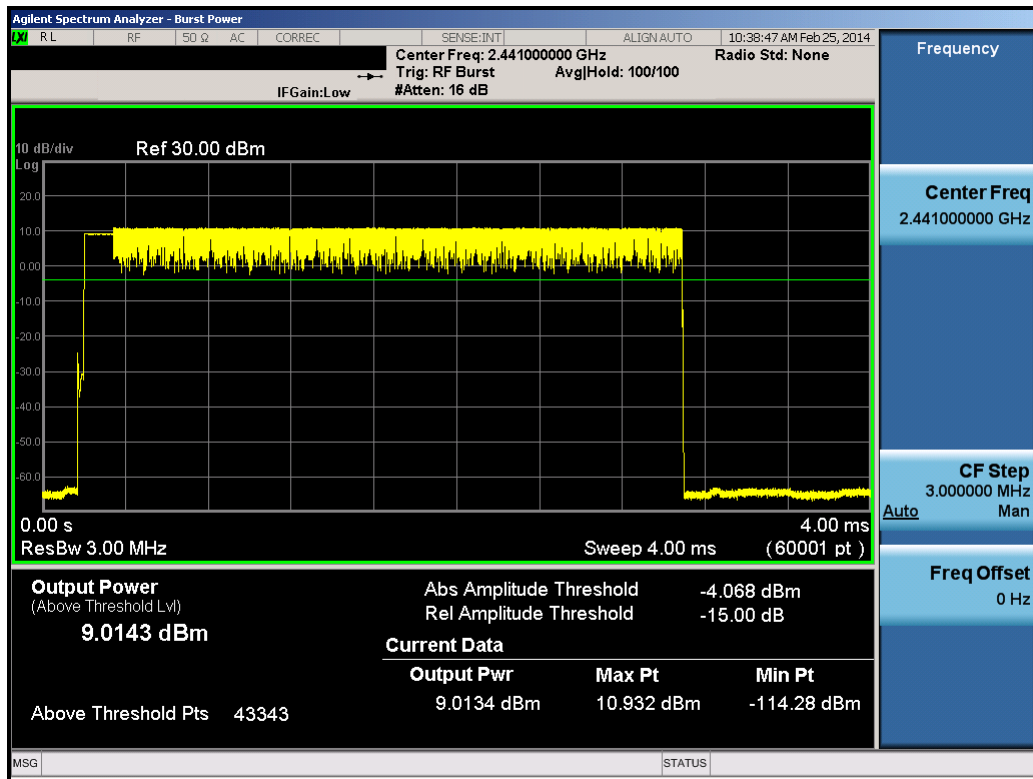 Agilent Spectrum Analyzer - Burst Power
LXI RL RF 50 Ω AC CORREC SENSE:INT ALIGNAUTO 10:38:47 AM Feb 25, 2014
Center Freq: 2.441000000 GHz Radio Std: None
Trig: RF Burst Avg|Hold: 100/100
IFGain:Low #Atten: 16 dB
10 dB/div Ref 30.00 dBm
Log
20.0
10.0
0.00
-10.0
-20.0
-30.0
-40.0
-50.0
-60.0
0.00 s 4.00 ms
ResBw 3.00 MHz Sweep 4.00 ms (60001 pt)
Output Power
(Above Threshold Lvl)
9.0143 dBm
Above Threshold Pts 43343
Abs Amplitude Threshold -4.068 dBm
Rel Amplitude Threshold -15.00 dB
Current Data
Output Pwr Max Pt Min Pt
9.0134 dBm 10.932 dBm -114.28 dBm
MSG STATUS
Frequency
Center Freq
2.441000000 GHz
CF Step
3.000000 MHz
Auto Man
Freq Offset
0 Hz